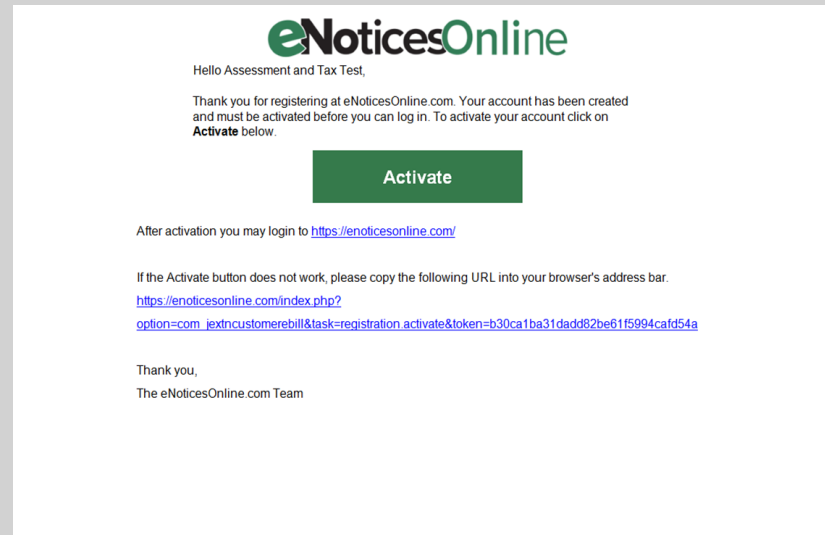 eNoticesOnline
Hello Assessment and Tax Test,
Thank you for registering at eNoticesOnline.com. Your account has been created
and must be activated before you can log in. To activate your account click on
Activate below.
Activate
After activation you may login to https://enoticesonline.com/
If the Activate button does not work, please copy the following URL into your browser's address bar.
https://enoticesonline.com/index.php?
option=com_jextncustomerebill&task=registration.activate&token=b30ca1ba31dadd82be61f5994cafd54a
Thank you,
The eNoticesOnline.com Team